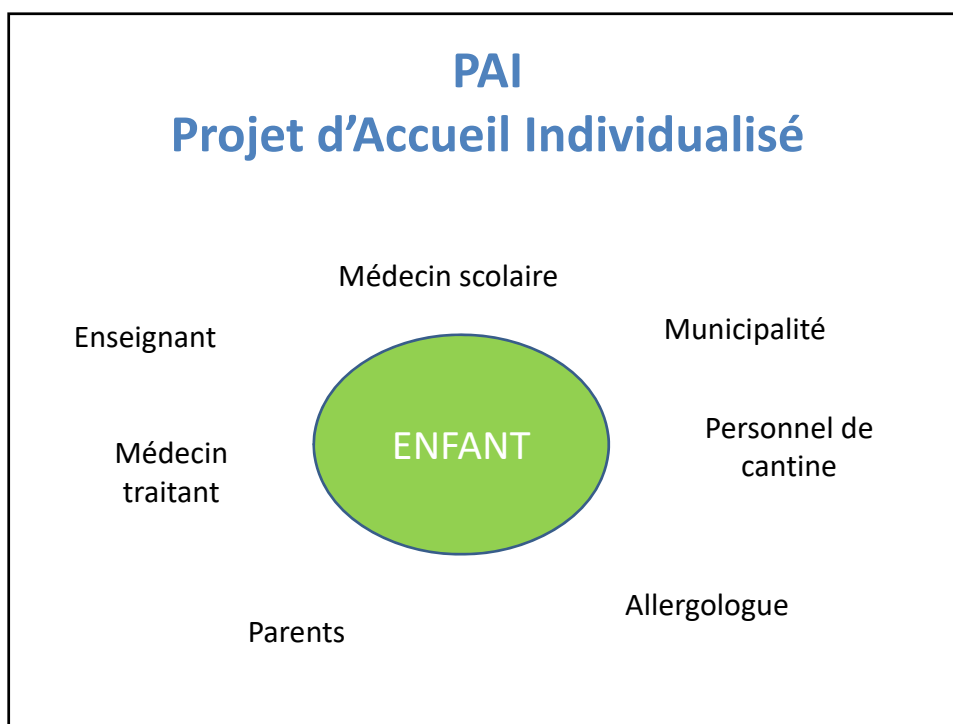 PAI
Projet d’Accueil Individualisé
Médecin scolaire
Enseignant
Municipalité
ENFANT
Personnel de
cantine
Médecin
traitant
Allergologue
Parents